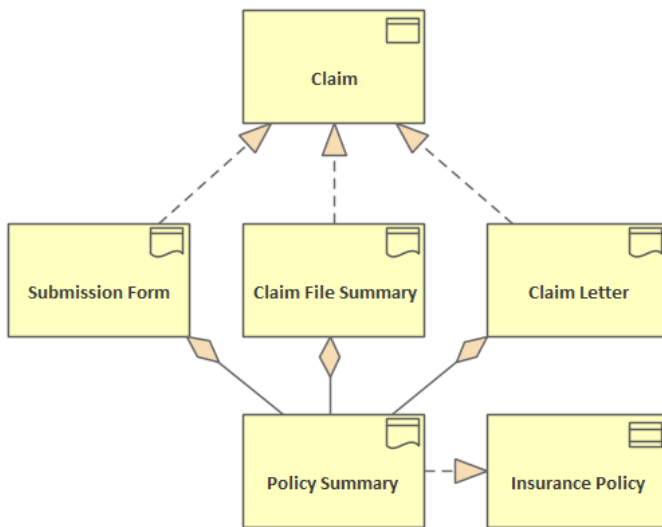 Claim
Submission Form
Claim File Summary
Claim Letter
Policy Summary
Insurance Policy